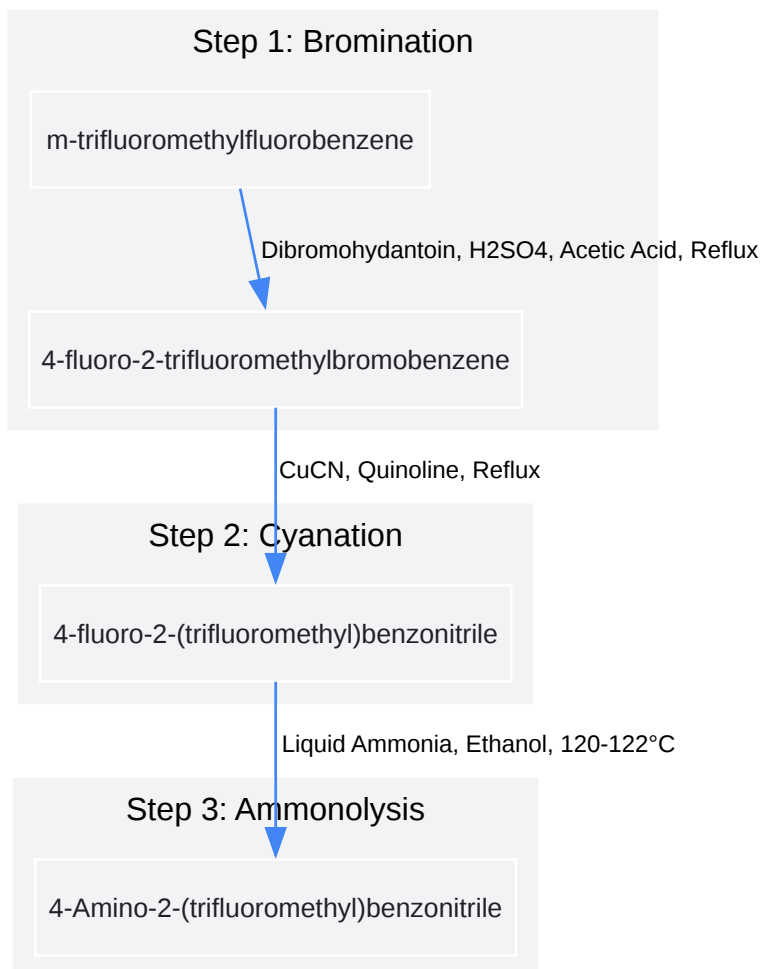 Step 1: Bromination
m-trifluoromethylfluorobenzene
Dibromohydantoin, H2SO4, Acetic Acid, Reflux
4-fluoro-2-trifluoromethylbromobenzene
CuCN, Quinoline, Reflux
Step 2: Cyanation
4-fluoro-2-(trifluoromethyl)benzonitrile
Liquid Ammonia, Ethanol, 120-122°C
Step 3: Ammonolysis
4-Amino-2-(trifluoromethyl)benzonitrile